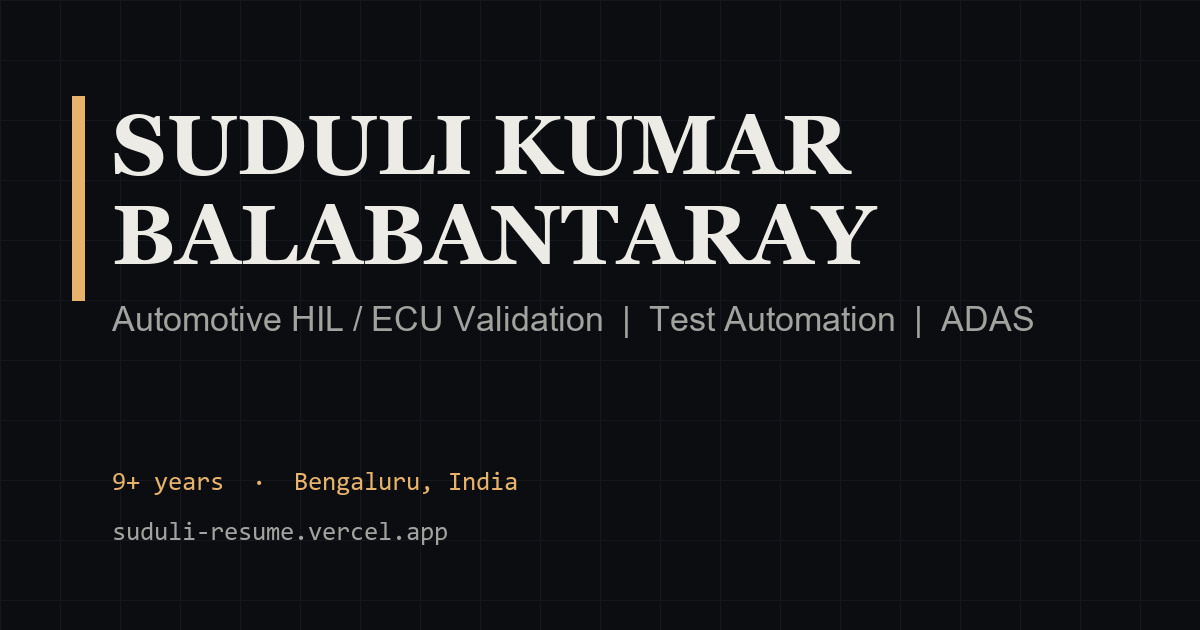 SUDULI KUMAR
BALABANTARAY
Automotive HIL / ECU Validation | Test Automation | ADAS
9+ years · Bengaluru, India
suduli-resume.vercel.app